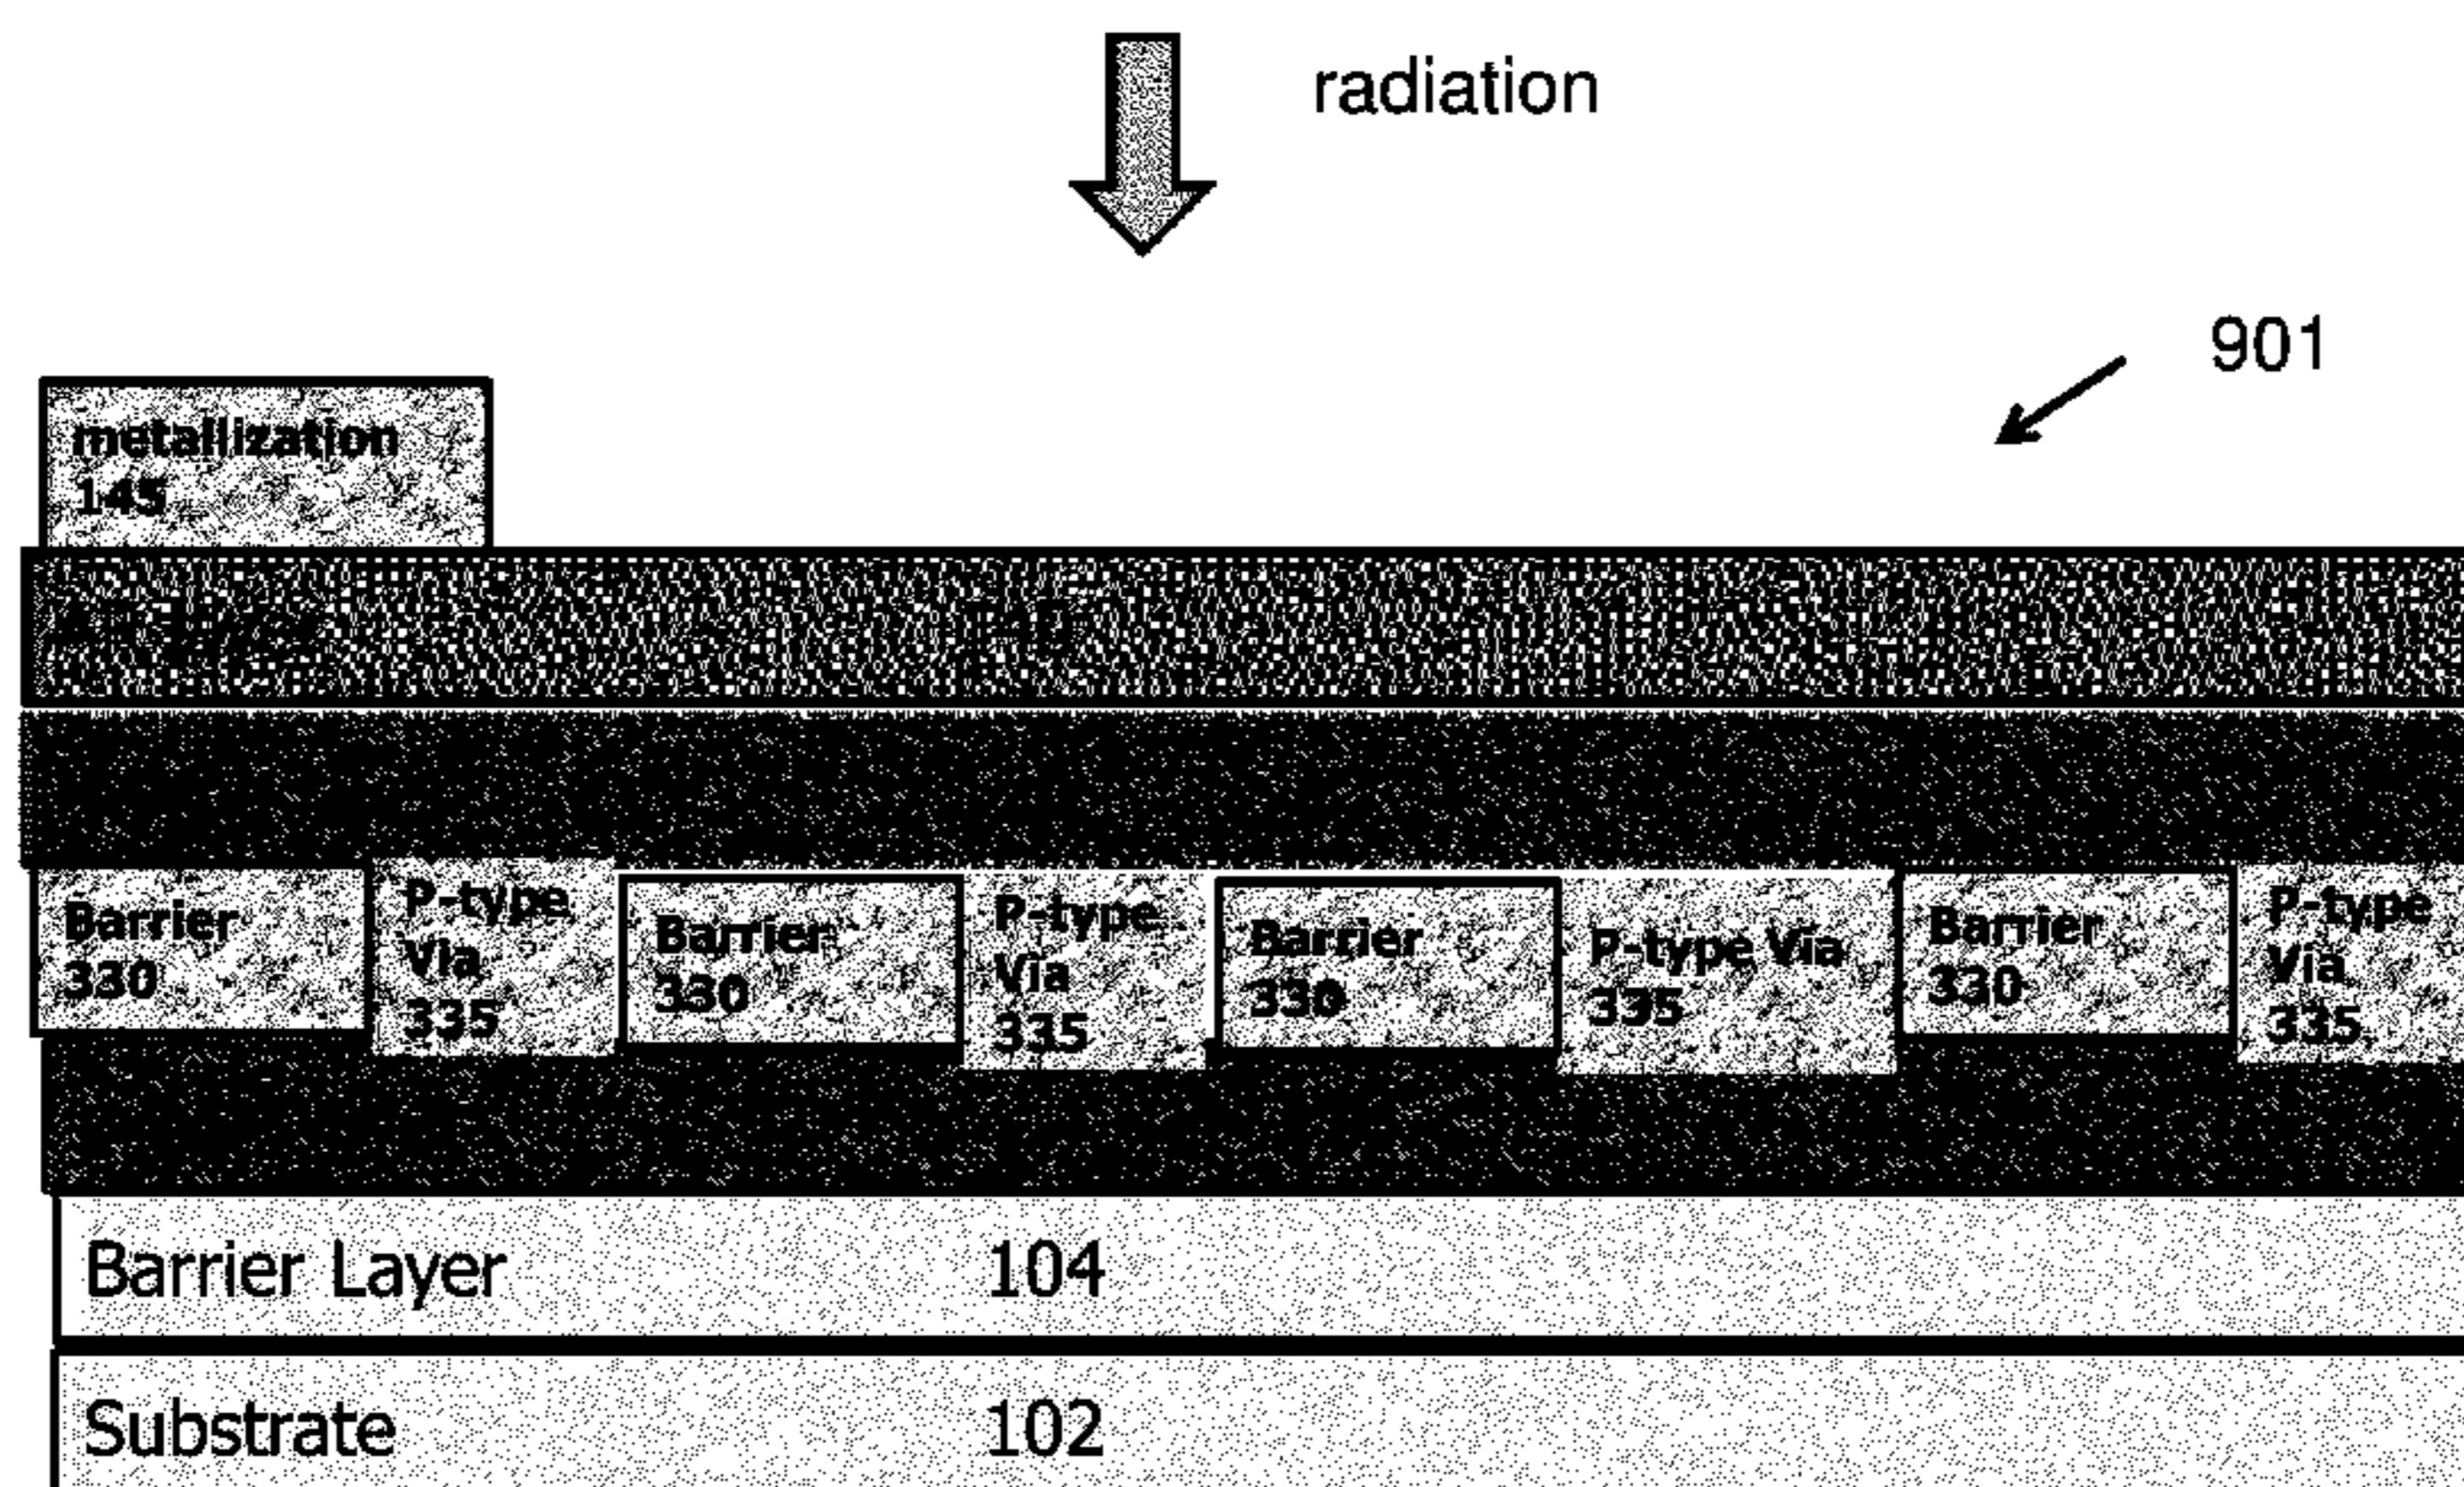 radiation
901
metallization
145
Barrier
330
P-type
Via
335
Barrier
330
P-type
Via
335
Barrier
330
P-type Via
335
Barrier
330
P-type
Via
335
Barrier Layer 104
Substrate 102